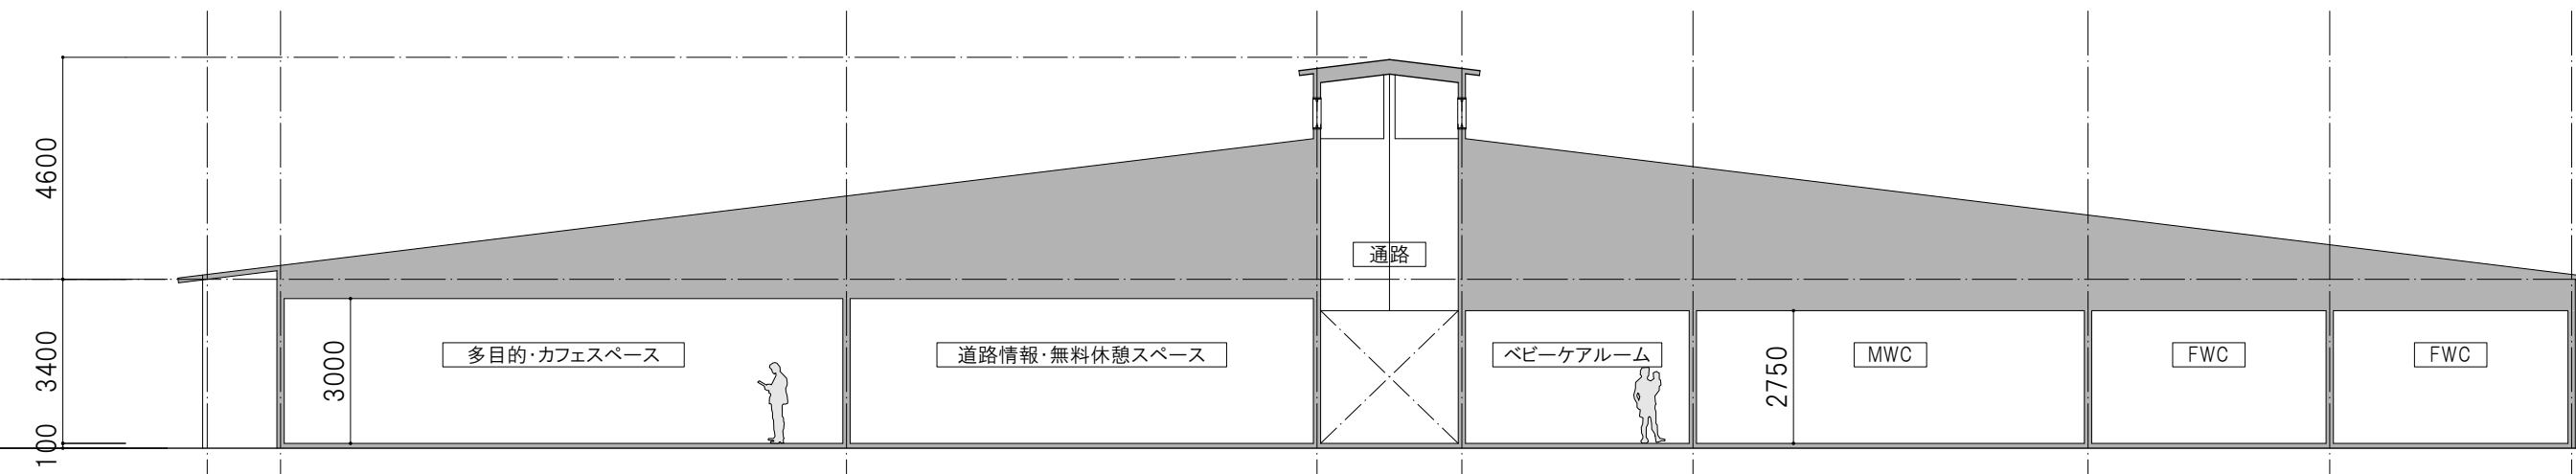 4600
通路
3400
3000
多目的・カフェスペース
道路情報・無料休憩スペース
ベビーケアルーム
2750
MWC
FWC
FWC
100